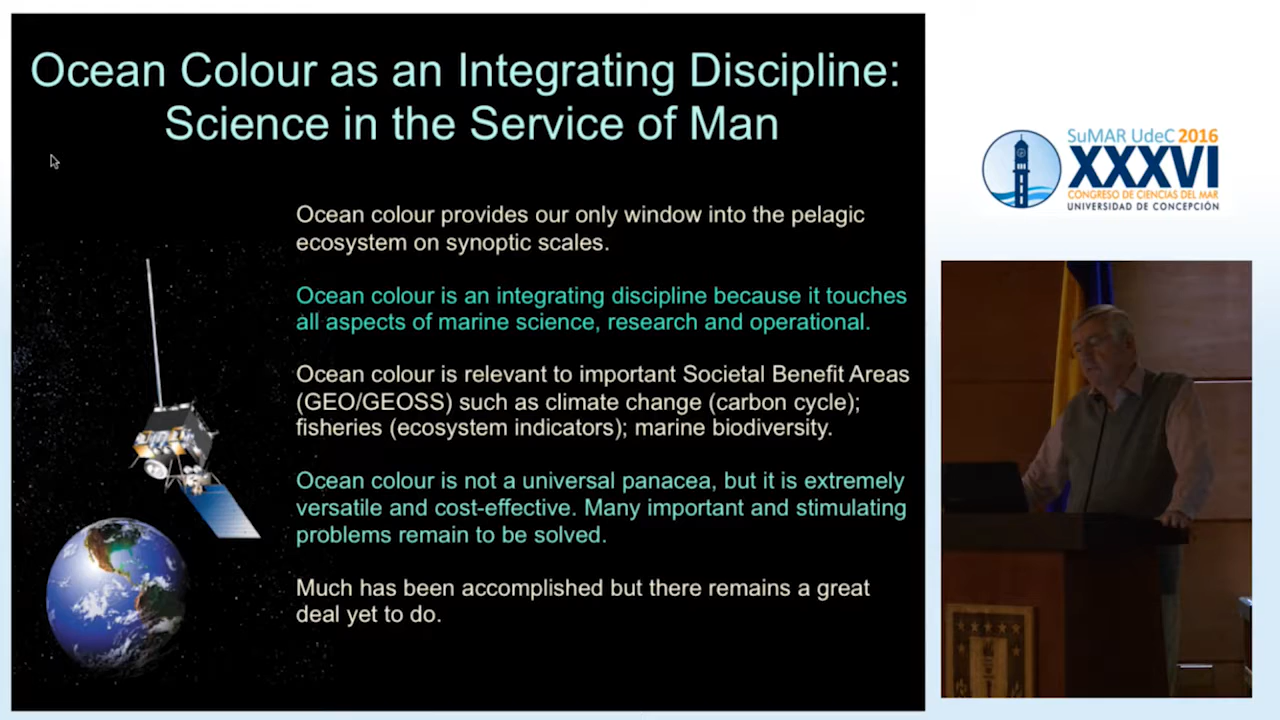 Ocean Colour as an Integrating Discipline:
Science in the Service of Man
Ocean colour provides our only window into the pelagic
ecosystem on synoptic scales.
Ocean colour is an integrating discipline because it touches
all aspects of marine science, research and operational.
Ocean colour is relevant to important Societal Benefit Areas
(GEO/GEOSS) such as climate change (carbon cycle);
fisheries (ecosystem indicators); marine biodiversity.
Ocean colour is not a universal panacea, but it is extremely
versatile and cost-effective. Many important and stimulating
problems remain to be solved.
Much has been accomplished but there remains a great
deal yet to do.
SuMAR UdeC 2016
XXXVI
CONGRESO DE CIENCIAS DEL MAR
UNIVERSIDAD DE CONCEPCIÓN